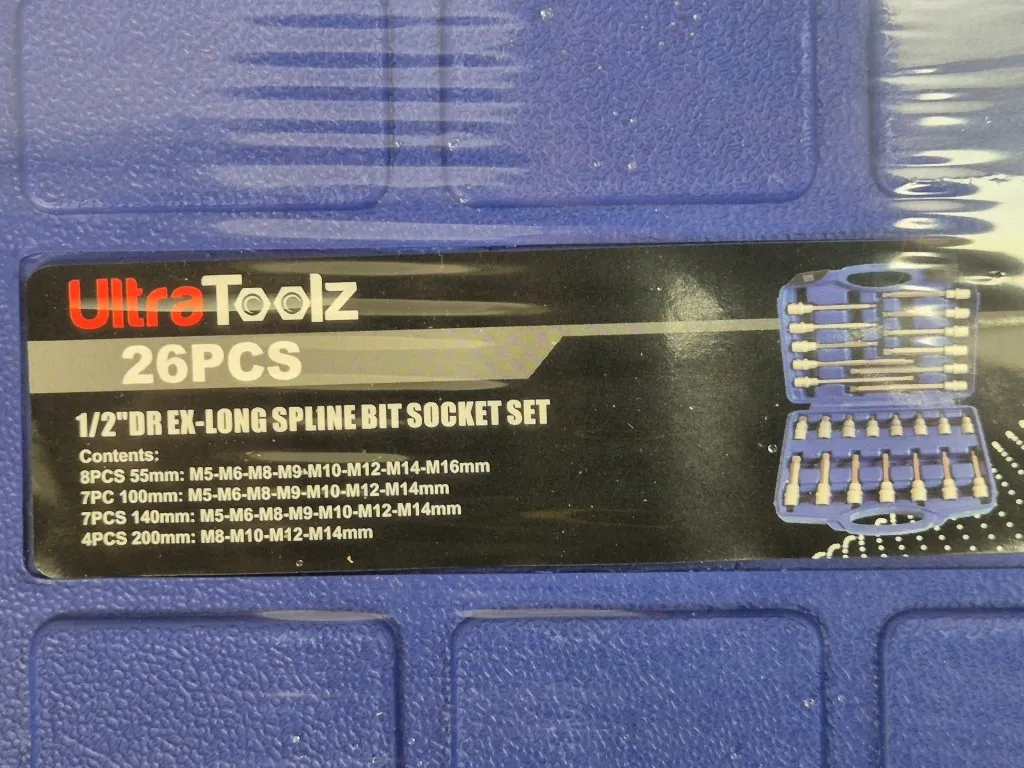 UltraToolz
26PCS
1/2"DR EX-LONG SPLINE BIT SOCKET SET
Contents:
8PCS 55mm: M5-M6-M8-M9-M10-M12-M14-M16mm
7PC 100mm: M5-M6-M8-M9-M10-M12-M14mm
7PCS 140mm: M5-M6-M8-M9-M10-M12-M14mm
4PCS 200mm: M8-M10-M12-M14mm